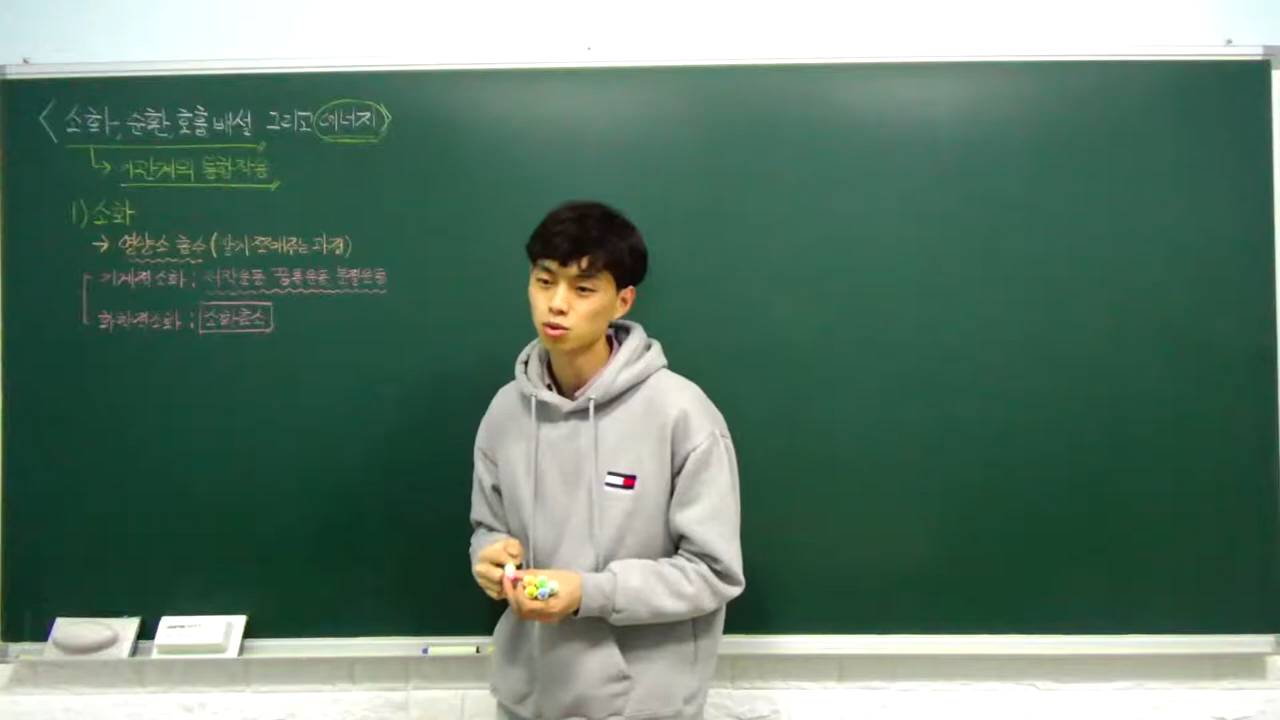 <소화, 순환, 호흡 배설 그리고 에너지>
↳ 기관계의 통합작용
1) 소화
→ 영양소 흡수 (잘게 쪼개주는 과정)
기계적소화 : 저작운동 꿈틀운동 분절운동
화학적소화 : 소화효소